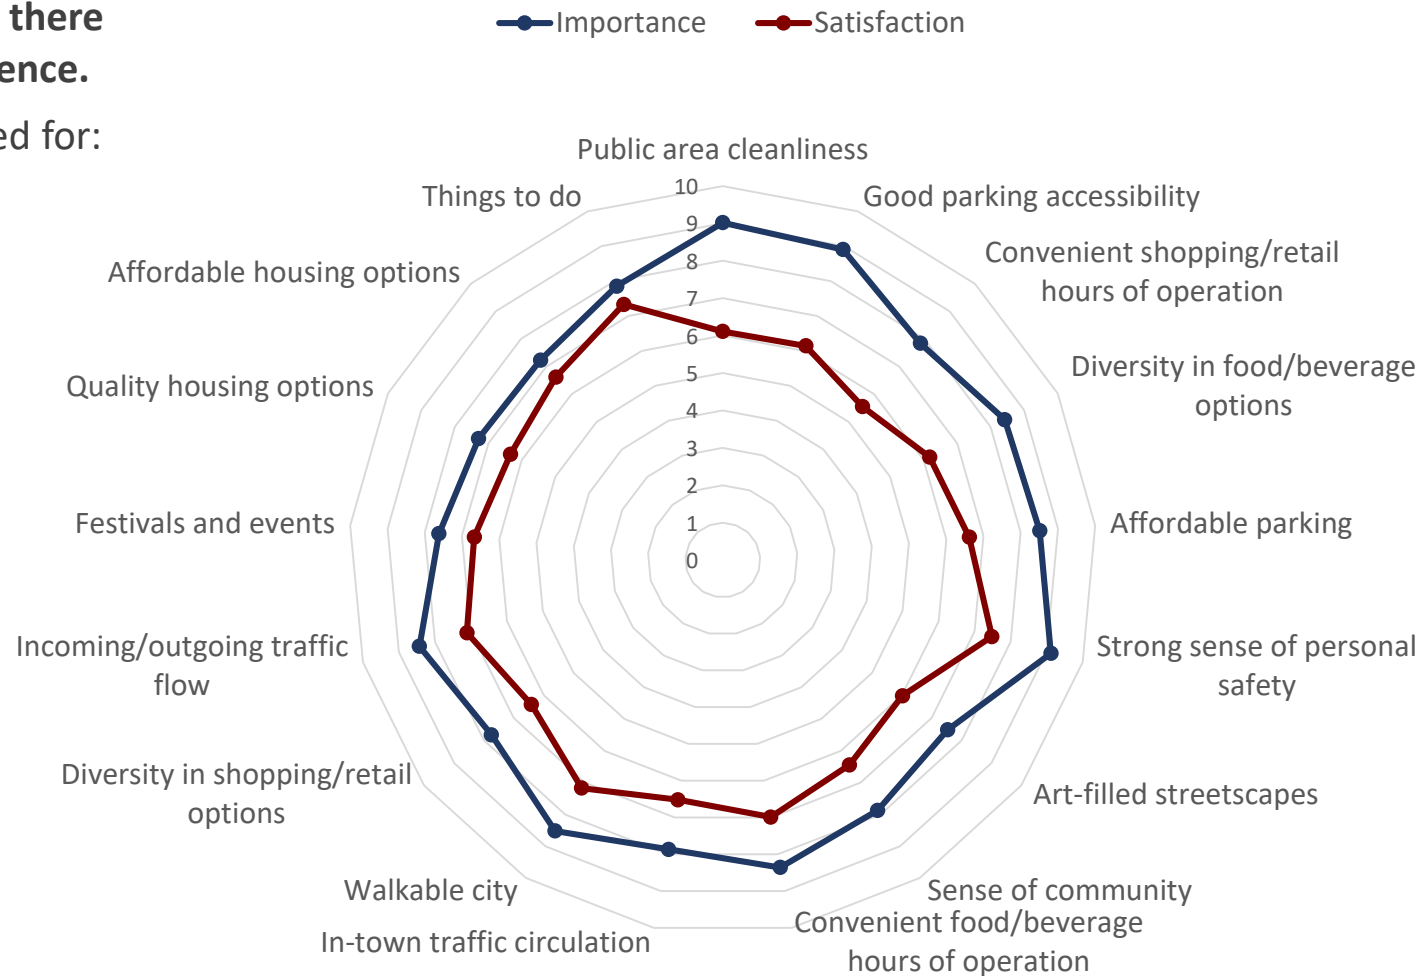 there
ence.
ed for:
Importance
Satisfaction
Public area cleanliness
Good parking accessibility
Convenient shopping/retail
hours of operation
Diversity in food/beverage
options
Affordable parking
Strong sense of personal
safety
Art-filled streetscapes
Sense of community
Convenient food/beverage
hours of operation
In-town traffic circulation
Walkable city
Diversity in shopping/retail
options
Incoming/outgoing traffic
flow
Festivals and events
Quality housing options
Affordable housing options
Things to do
10
9
8
7
6
5
4
3
2
1
0